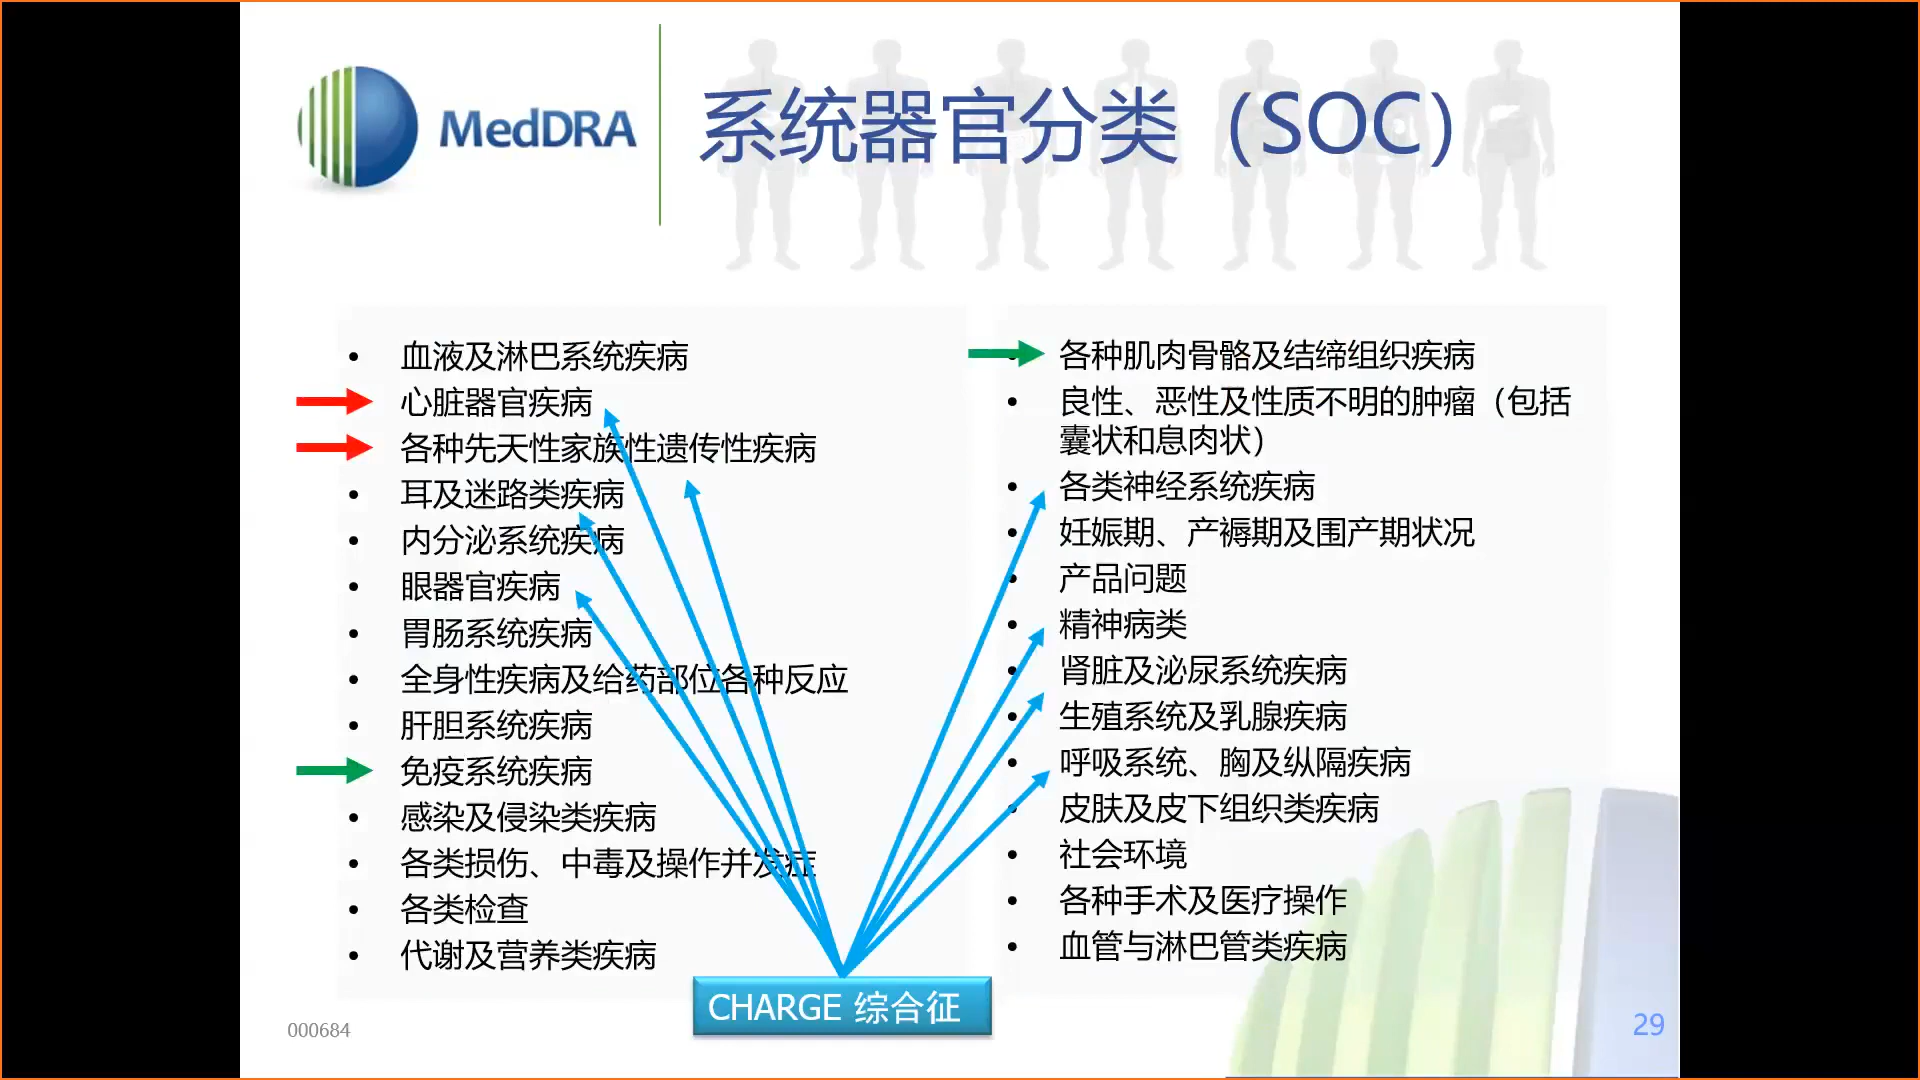 MedDRA
系统器官分类（SOC）
• 血液及淋巴系统疾病
心脏器官疾病
各种先天性家族性遗传性疾病
• 耳及迷路类疾病
• 内分泌系统疾病
• 眼器官疾病
• 胃肠系统疾病
• 全身性疾病及给药部位各种反应
• 肝胆系统疾病
免疫系统疾病
• 感染及侵染类疾病
• 各类损伤、中毒及操作并发症
• 各类检查
• 代谢及营养类疾病
• 各种肌肉骨骼及结缔组织疾病
• 良性、恶性及性质不明的肿瘤（包括
囊状和息肉状）
• 各类神经系统疾病
• 妊娠期、产褥期及围产期状况
• 产品问题
• 精神病类
• 肾脏及泌尿系统疾病
• 生殖系统及乳腺疾病
• 呼吸系统、胸及纵隔疾病
• 皮肤及皮下组织类疾病
• 社会环境
• 各种手术及医疗操作
• 血管与淋巴管类疾病
CHARGE 综合征
000684
29